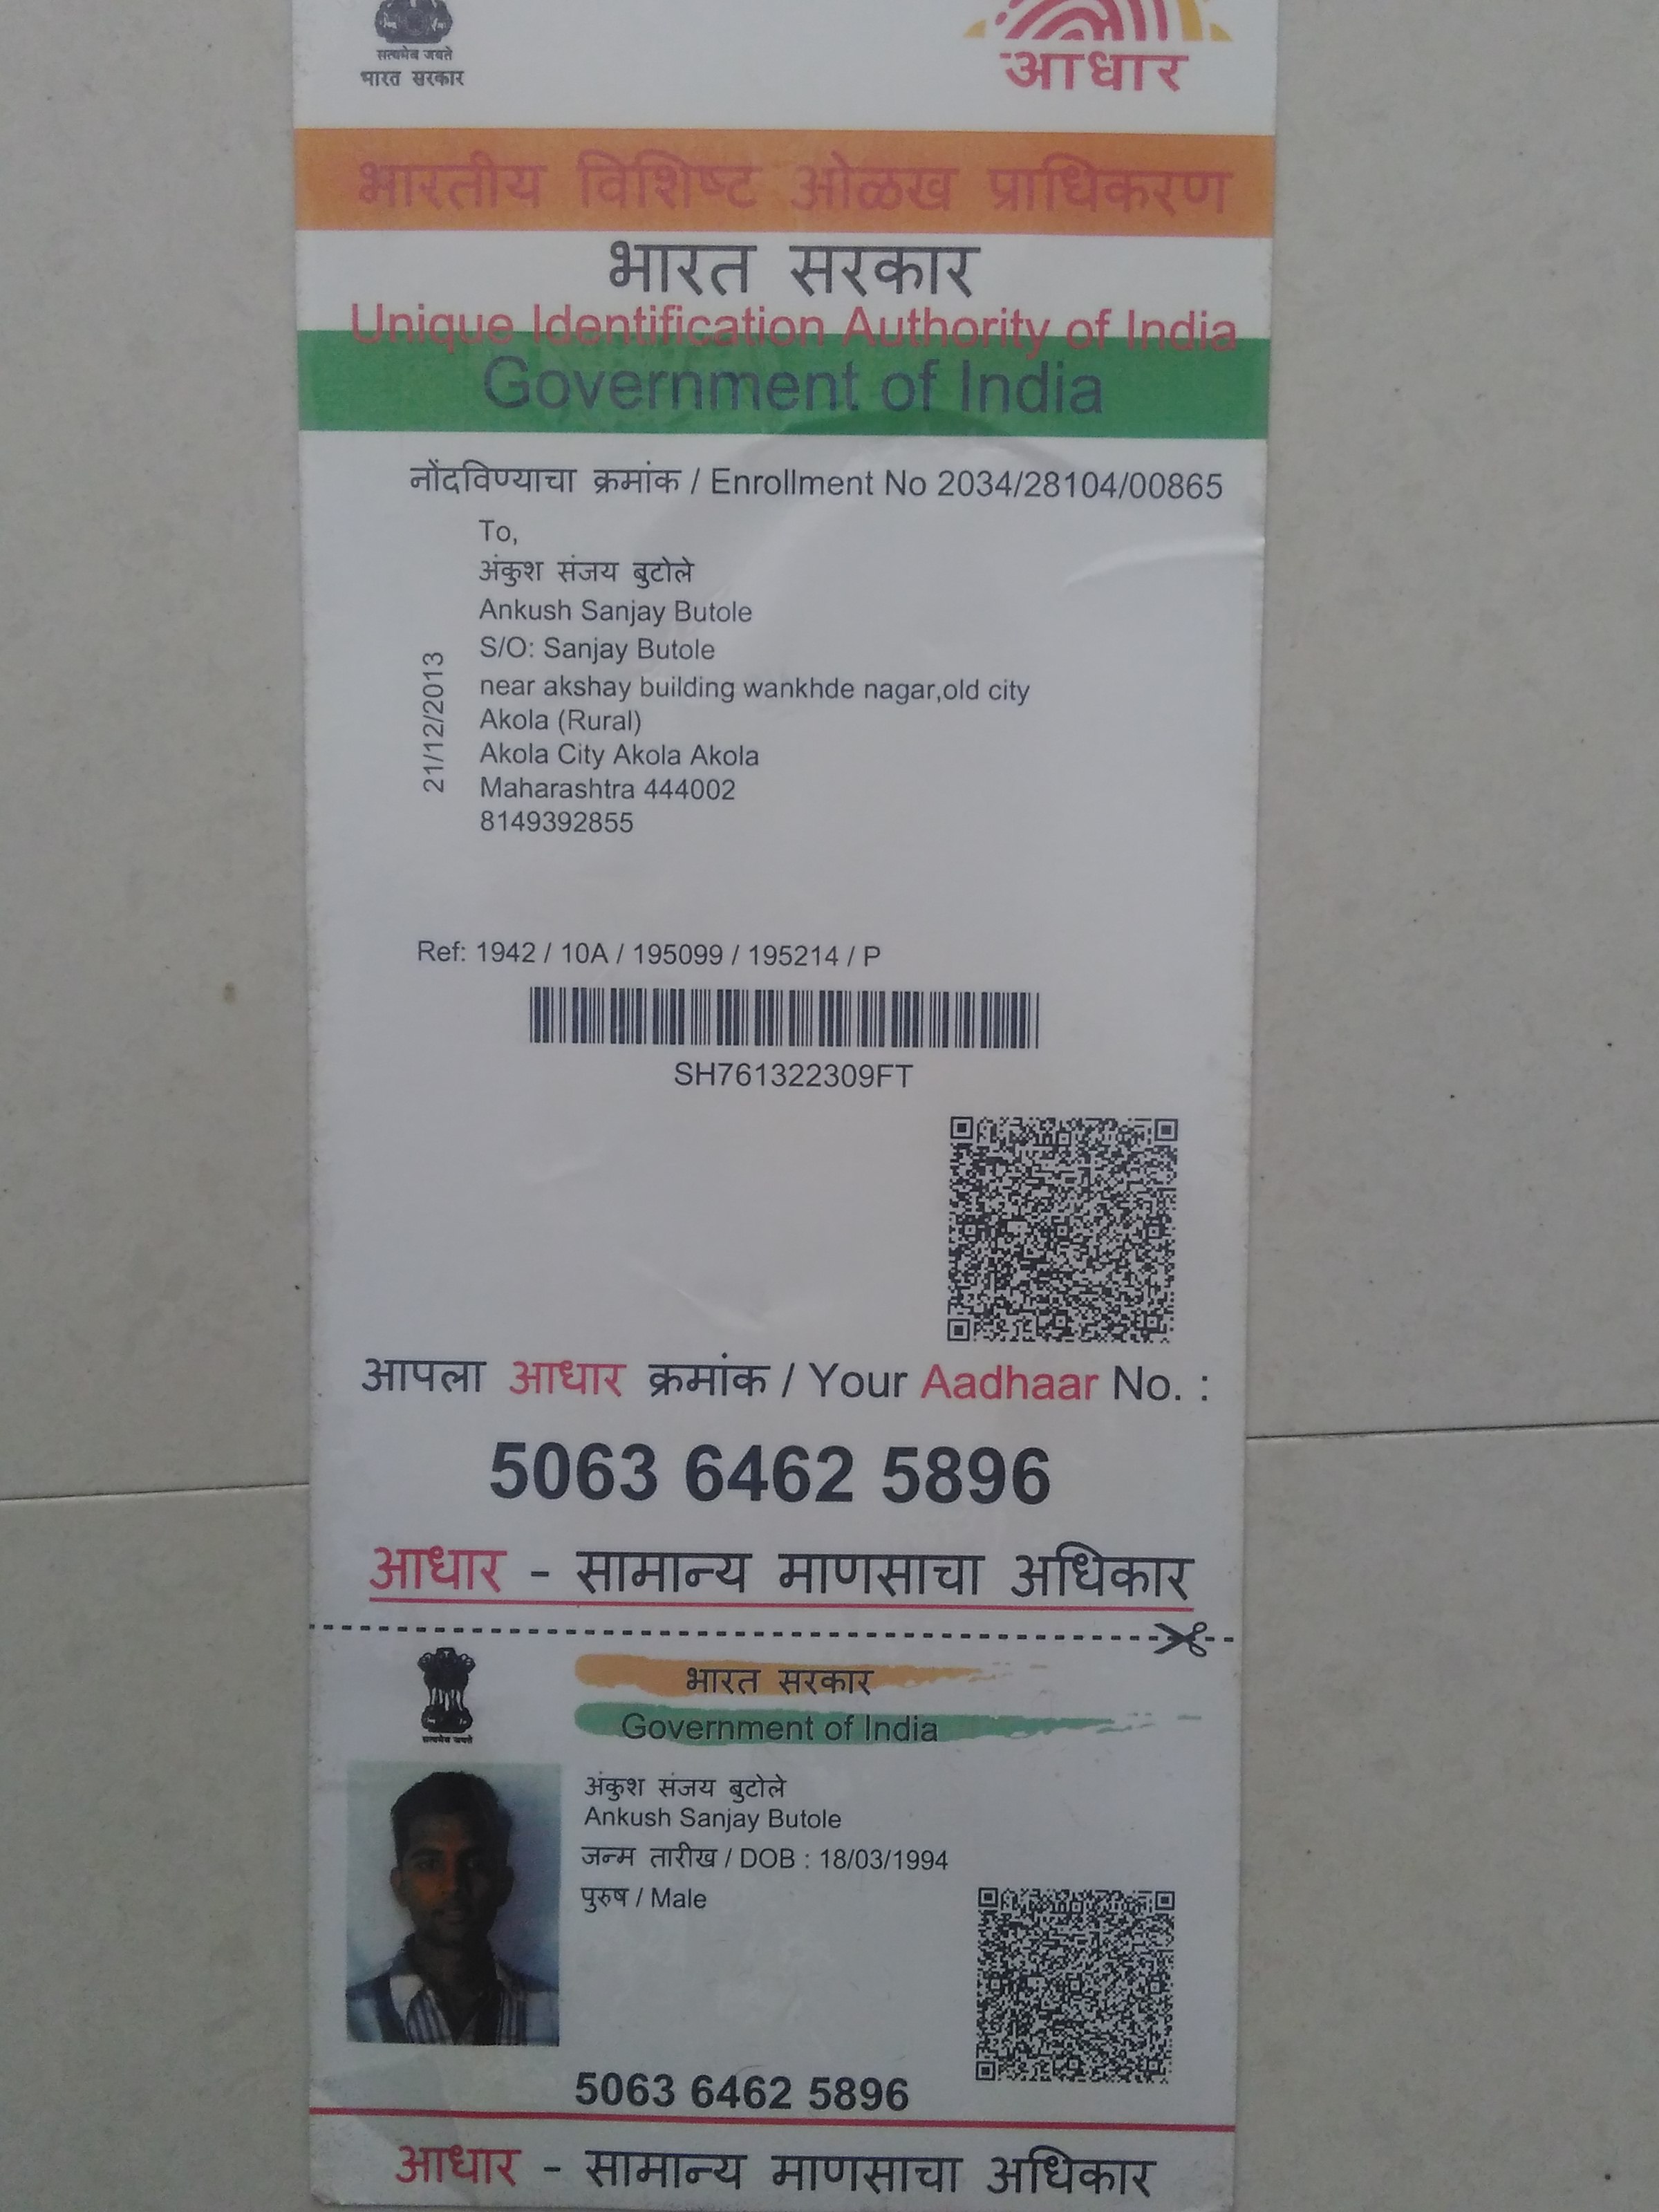 सत्यमेव जयते
भारत सरकार
आधार
भारतीय विशिष्ट ओळख प्राधिकरण
भारत सरकार
Unique Identification Authority of India
Government of India
नोंदविण्याचा क्रमांक / Enrollment No 2034/28104/00865
To,
अंकुश संजय बुटोले
Ankush Sanjay Butole
S/O: Sanjay Butole
near akshay building wankhde nagar,old city
Akola (Rural)
Akola City Akola Akola
Maharashtra 444002
8149392855
21/12/2013
Ref: 1942 / 10A / 195099 / 195214 / P
SH761322309FT
आपला आधार क्रमांक / Your Aadhaar No. :
5063 6462 5896
आधार - सामान्य माणसाचा अधिकार
सत्यमेव जयते
भारत सरकार
Government of India
अंकुश संजय बुटोले
Ankush Sanjay Butole
जन्म तारीख / DOB : 18/03/1994
पुरुष / Male
5063 6462 5896
आधार - सामान्य माणसाचा अधिकार